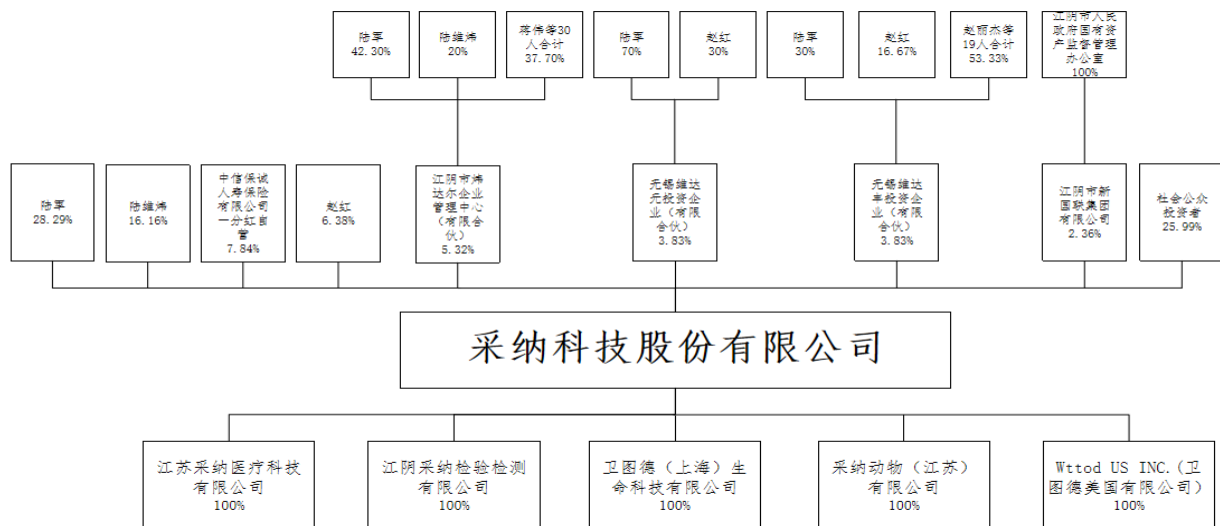 陆军
42.30%
陆维炜
20%
蒋伟等30
人合计
37.70%
陆军
70%
赵红
30%
陆军
30%
赵红
16.67%
赵丽杰等
19人合计
53.33%
江阴市人民
政府国有资
产监督管理
办公室
100%
陆军
28.29%
陆维炜
16.16%
中信保诚
人寿保险
有限公司
一分红自
营
7.84%
赵红
6.38%
江阴市炜
达尔企业
管理中心
（有限合
伙）
5.32%
无锡维达
元投资企
业（有限
合伙）
3.83%
无锡维达
丰投资企
业（有限
合伙）
3.83%
江阴市新
国联集团
有限公司
2.36%
社会公众
投资者
25.99%
采纳科技股份有限公司
江苏采纳医疗科技
有限公司
100%
江阴采纳检验检测
有限公司
100%
卫图德（上海）生
命科技有限公司
100%
采纳动物（江苏）
有限公司
100%
Wttod US INC.(卫
图德美国有限公司)
100%